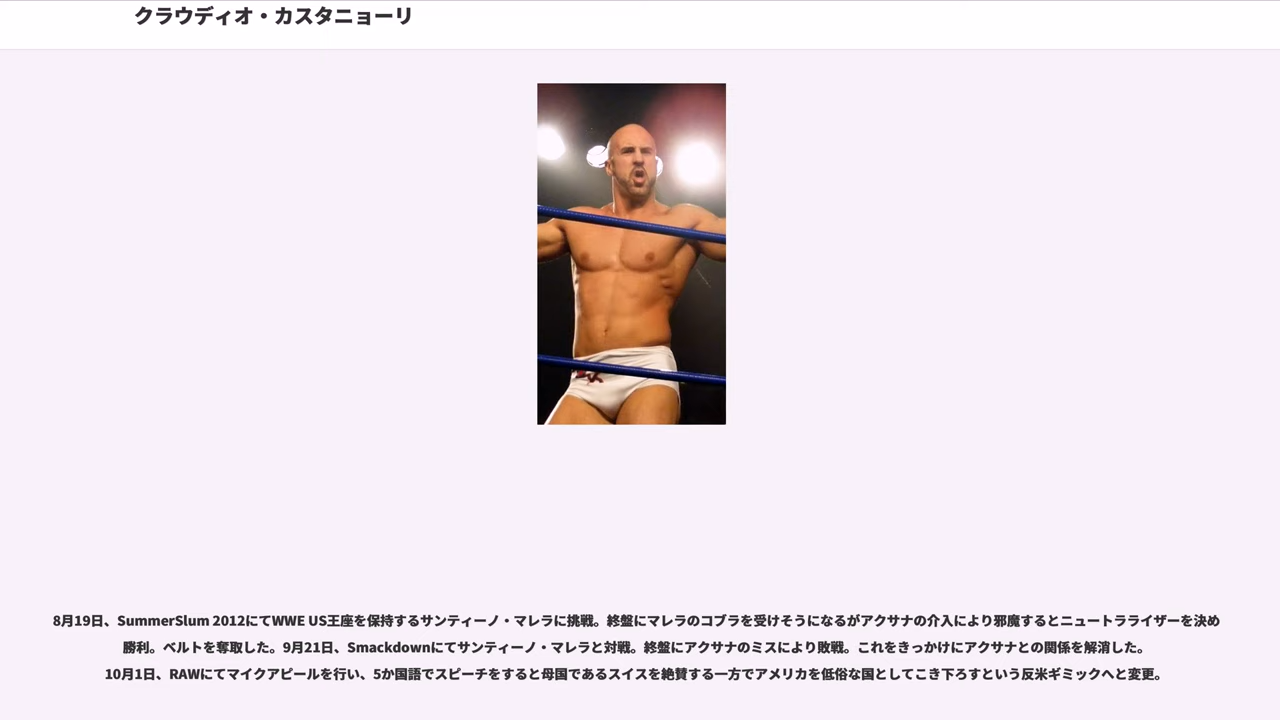 クラウディオ・カスタニョーリ
8月19日、SummerSlum 2012にてWWE US王座を保持するサンティーノ・マレラに挑戦。終盤にマレラのコブラを受けそうになるがアクサナの介入により邪魔するとニュートラライザーを決め
勝利。ベルトを奪取した。9月21日、Smackdownにてサンティーノ・マレラと対戦。終盤にアクサナのミスにより敗戦。これをきっかけにアクサナとの関係を解消した。
10月1日、RAWにてマイクアピールを行い、5か国語でスピーチをすると母国であるスイスを絶賛する一方でアメリカを低俗な国としてこき下ろすという反米ギミックへと変更。